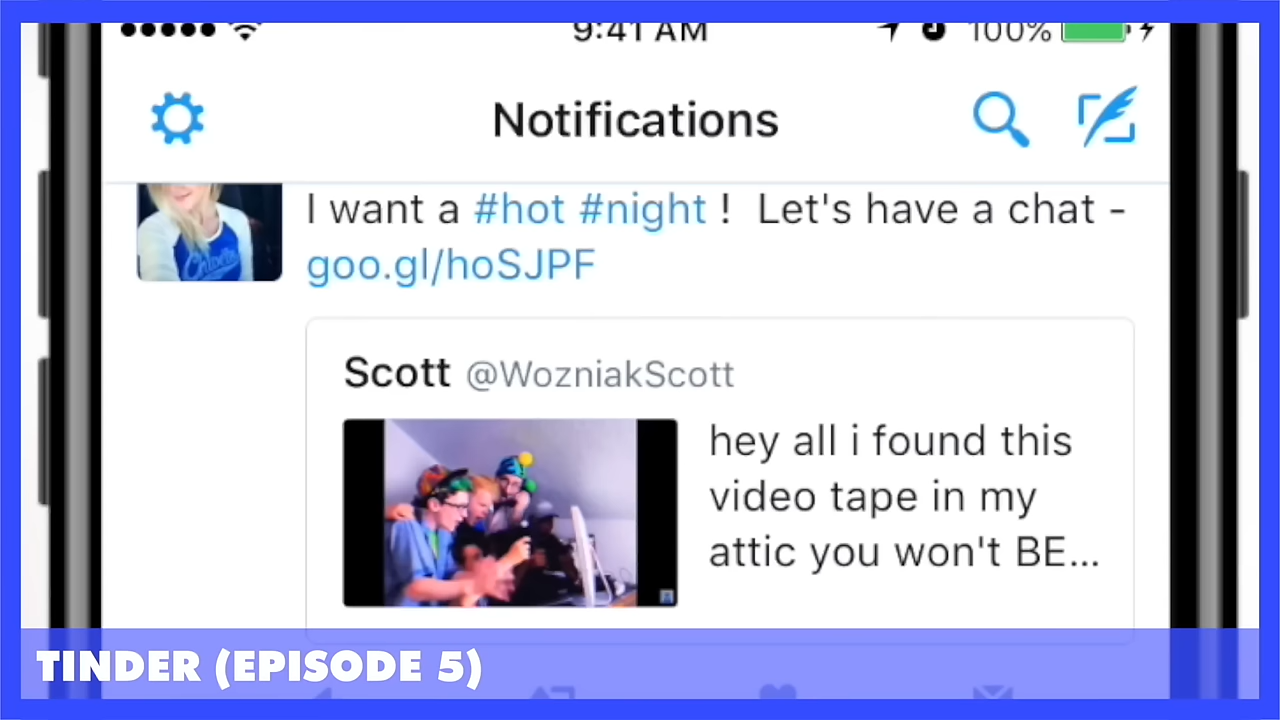 9:41 AM
100%
Notifications
I want a #hot #night ! Let's have a chat -
goo.gl/hoSJPF
Scott @WozniakScott
hey all i found this
video tape in my
attic you won't BE...
TINDER (EPISODE 5)